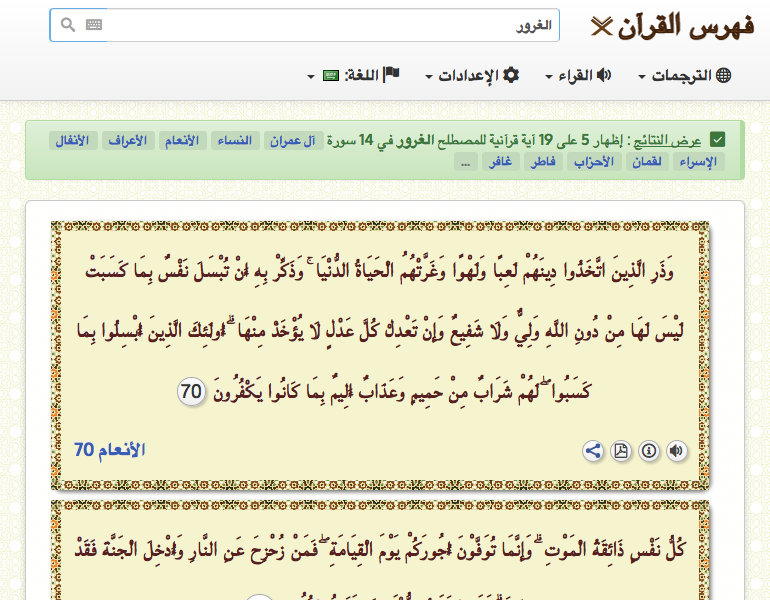 فهرس القرآن
الغرور
الترجمات القراء الإعدادات اللغة:
عرض النتائج : إظهار 5 على 19 آية قرآنية للمصطلح الغرور في 14 سورة آل عمران النساء الأنعام الأعراف الأنفال
الإسراء لقمان الأحزاب فاطر غافر ...
وَذَرِ الَّذِينَ اتَّخَذُوا دِينَهُمْ لَعِبًا وَلَهْوًا وَغَرَّتْهُمُ الْحَيَاةُ الدُّنْيَا ۚ وَذَكِّرْ بِهِ أَنْ تُبْسَلَ نَفْسٌ بِمَا كَسَبَتْ
لَيْسَ لَهَا مِنْ دُونِ اللَّهِ وَلِيٌّ وَلَا شَفِيعٌ وَإِنْ تَعْدِلْ كُلَّ عَدْلٍ لَا يُؤْخَذْ مِنْهَا ۗ أُولَئِكَ الَّذِينَ أُبْسِلُوا بِمَا
كَسَبُوا ۖ لَهُمْ شَرَابٌ مِنْ حَمِيمٍ وَعَذَابٌ أَلِيمٌ بِمَا كَانُوا يَكْفُرُونَ 70
الأنعام 70
كُلُّ نَفْسٍ ذَائِقَةُ الْمَوْتِ ۗ وَإِنَّمَا تُوَفَّوْنَ أُجُورَكُمْ يَوْمَ الْقِيَامَةِ ۖ فَمَنْ زُحْزِحَ عَنِ النَّارِ وَأُدْخِلَ الْجَنَّةَ فَقَدْ